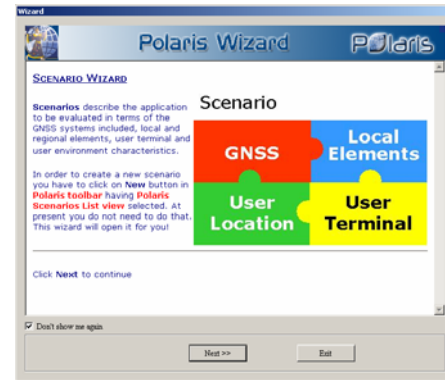 Wizard
Polaris Wizard
Polaris
SCENARIO WIZARD
Scenarios describe the application
to be evaluated in terms of the
GNSS systems included, local and
regional elements, user terminal and
user environment characteristics.
In order to create a new scenario
you have to click on New button in
Polaris toolbar having Polaris
Scenarios List view selected. At
present you do not need to do that.
This wizard will open it for you!
Scenario
GNSS
Local
Elements
User
Location
User
Terminal
Click Next to continue
Don't show me again
Next >>
Exit